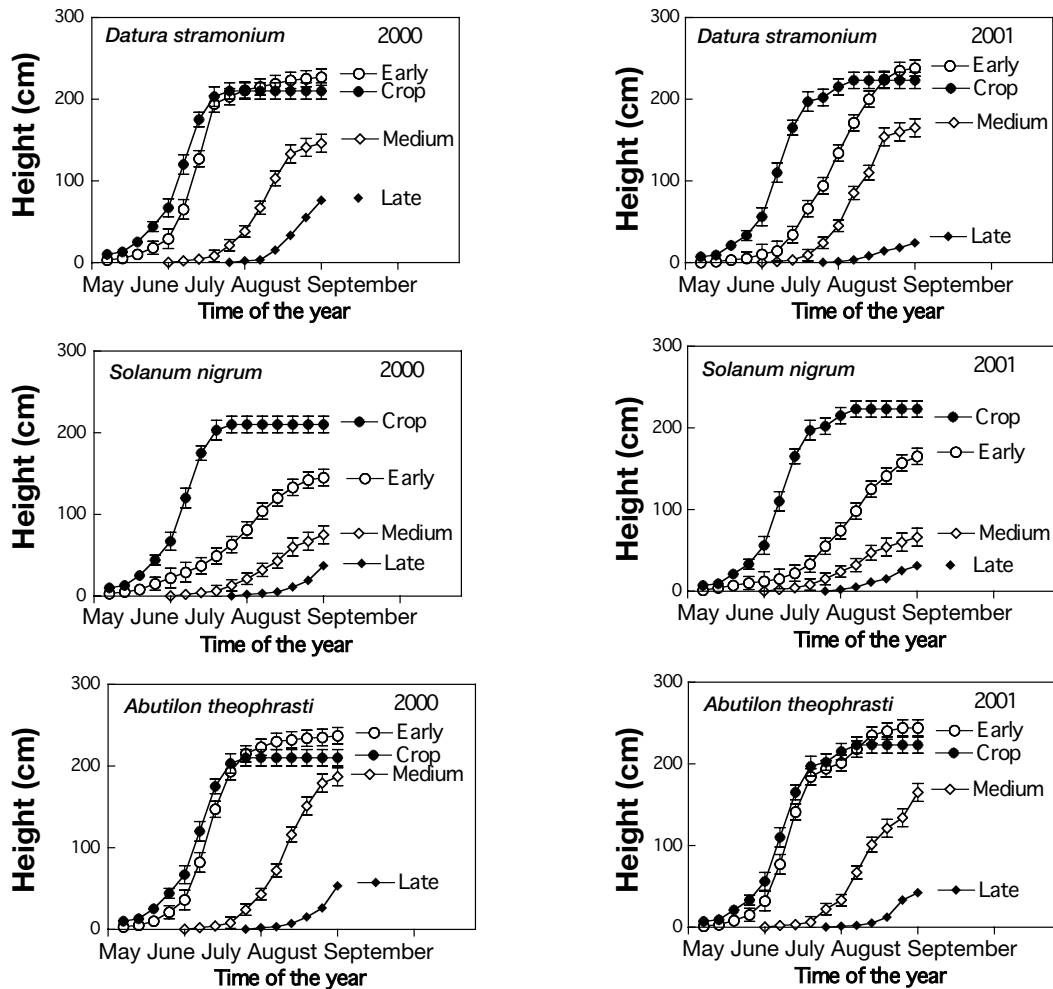 300
Datura stramonium 2000
Early
Crop
200
Height (cm)
Medium
100
Late
0
May June July August September
Time of the year
300
Datura stramonium 2001
Early
Crop
200
Height (cm)
Medium
100
Late
0
May June July August September
Time of the year
300
Solanum nigrum 2000
Crop
200
Height (cm)
Early
100
Medium
Late
0
May June July August September
Time of the year
300
Solanum nigrum 2001
Crop
200
Height (cm)
Early
100
Medium
Late
0
May June July August September
Time of the year
300
Abutilon theophrasti 2000
Early
Crop
200
Medium
Height (cm)
100
Late
0
May June July August September
Time of the year
300
Abutilon theophrasti 2001
Early
Crop
200
Medium
Height (cm)
100
Late
0
May June July August September
Time of the year